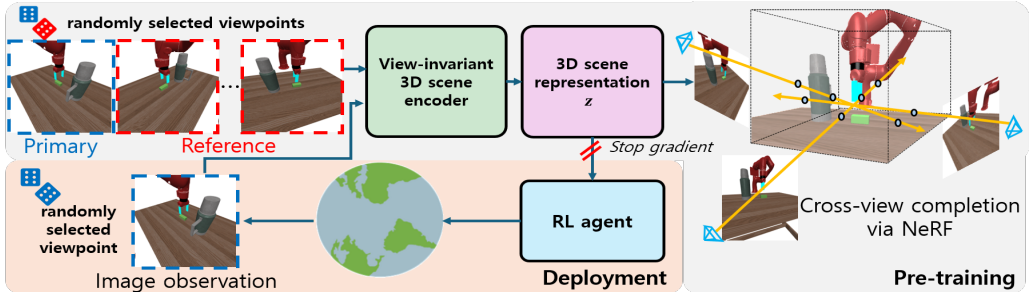 randomly selected viewpoints
Primary
Reference
...
View-invariant
3D scene
encoder
3D scene
representation
z
Stop gradient
randomly
selected
viewpoint
Image observation
RL agent
Deployment
Cross-view completion
via NeRF
Pre-training